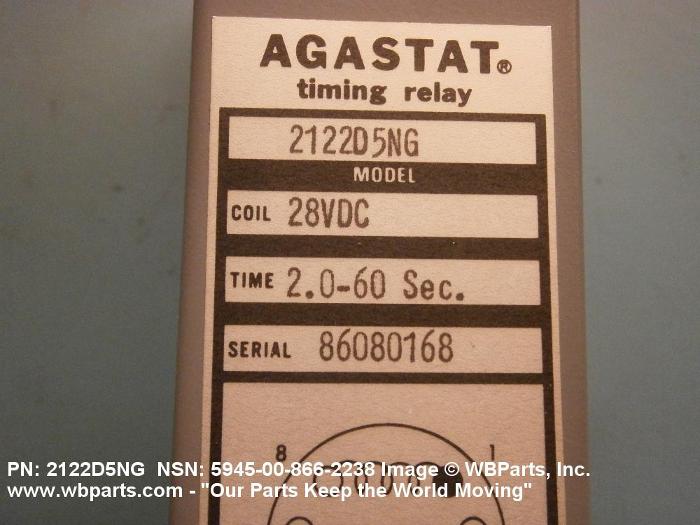 AGASTAT®
timing relay
2122D5NG
MODEL
COIL 28VDC
TIME 2.0-60 Sec.
SERIAL 86080168
8 1
PN: 2122D5NG NSN: 5945-00-866-2238 Image © WBParts, Inc.
www.wbparts.com - "Our Parts Keep the World Moving"